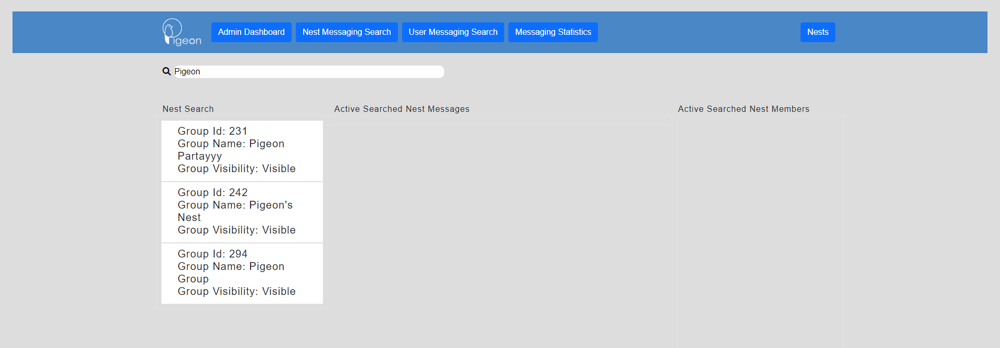 Pigeon
Admin Dashboard
Nest Messaging Search
User Messaging Search
Messaging Statistics
Nests
Pigeon
Nest Search
Active Searched Nest Messages
Active Searched Nest Members
Group Id: 231
Group Name: Pigeon
Partayyy
Group Visibility: Visible
Group Id: 242
Group Name: Pigeon's
Nest
Group Visibility: Visible
Group Id: 294
Group Name: Pigeon
Group
Group Visibility: Visible